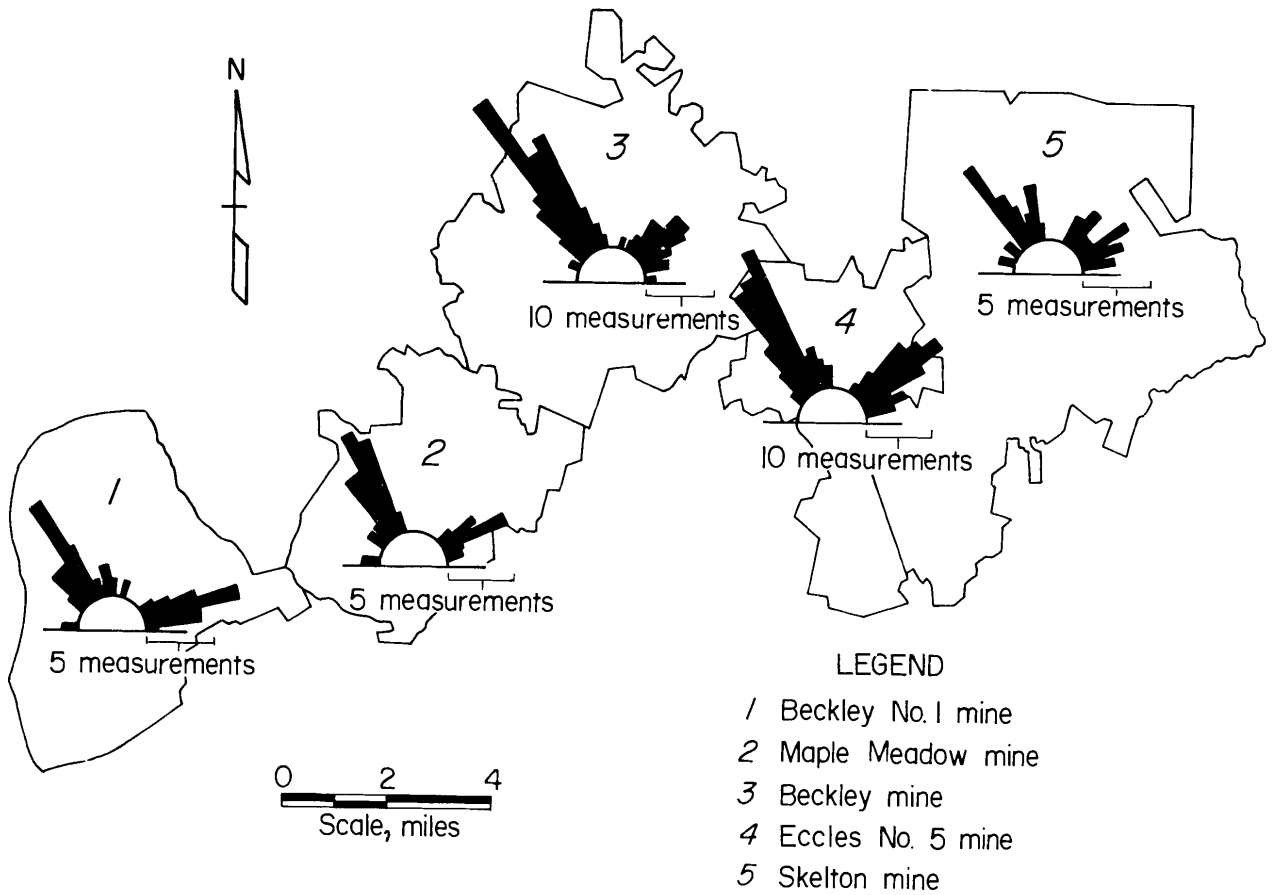 N
3
5
10 measurements
5 measurements
4
2
10 measurements
1
5 measurements
5 measurements
LEGEND
1 Beckley No. 1 mine
2 Maple Meadow mine
3 Beckley mine
4 Eccles No. 5 mine
5 Skelton mine
0 2 4
Scale, miles